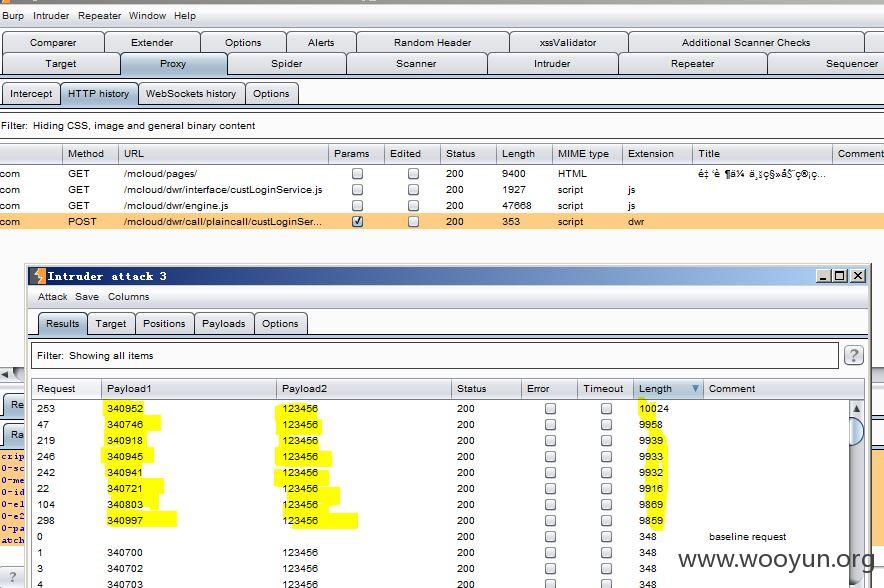 Burp Intruder Repeater Window Help
Comparer Extender Options Alerts Random Header xssValidator Additional Scanner Checks
Target Proxy Spider Scanner Intruder Repeater Sequencer
Intercept HTTP history WebSockets history Options
Filter: Hiding CSS, image and general binary content
Method URL Params Edited Status Length MIME type Extension Title Comment
com GET /mcloud/pages/ 200 9400 HTML
com GET /mcloud/dwr/interface/custLoginService.js 200 1927 script js
com GET /mcloud/dwr/engine.js 200 47668 script js
com POST /mcloud/dwr/call/plaincall/custLoginSer... 200 353 script dwr
Intruder attack 3
Attack Save Columns
Results Target Positions Payloads Options
Filter: Showing all items
?
Request Payload1 Payload2 Status Error Timeout Length Comment
253 340952 123456 200 10024
47 340746 123456 200 9958
219 340918 123456 200 9939
246 340945 123456 200 9933
242 340941 123456 200 9932
22 340721 123456 200 9916
104 340803 123456 200 9869
298 340997 123456 200 9859
0 200 348 baseline request
1 340700 123456 200 348
3 340702 123456 200 348
4 340703 123456 200 348
Re
Ra
crip
0-sc
0-me
0-id
0-e1
0-e2
0-pa
atch
?
www.wooyun.org